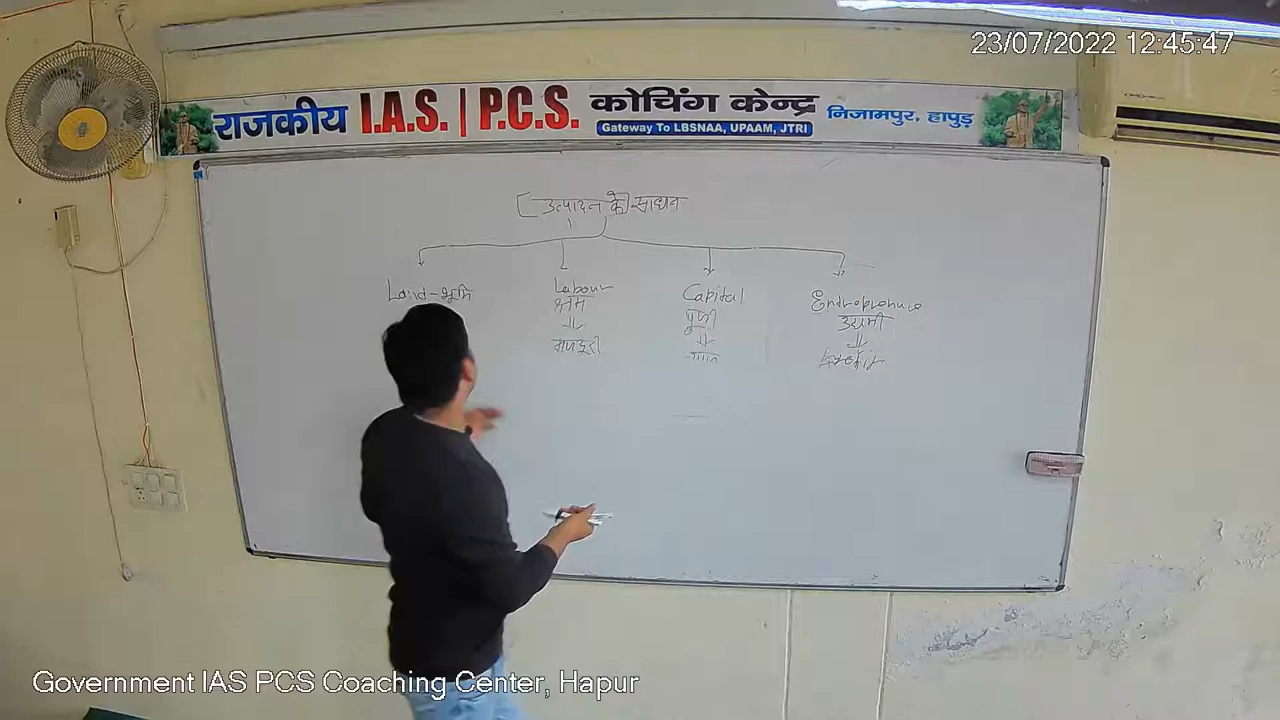 23/07/2022 12:45:47
राजकीय I.A.S. | P.C.S. कोचिंग केन्द्र निजामपुर, हापुड़
Gateway To LBSNAA, UPAAM, JTRI
[उत्पादन के] साधन
Land - भूमि
Labour
श्रम
मजदूरी
Capital
पूंजी
उद्यमी
Government IAS PCS Coaching Center, Hapur